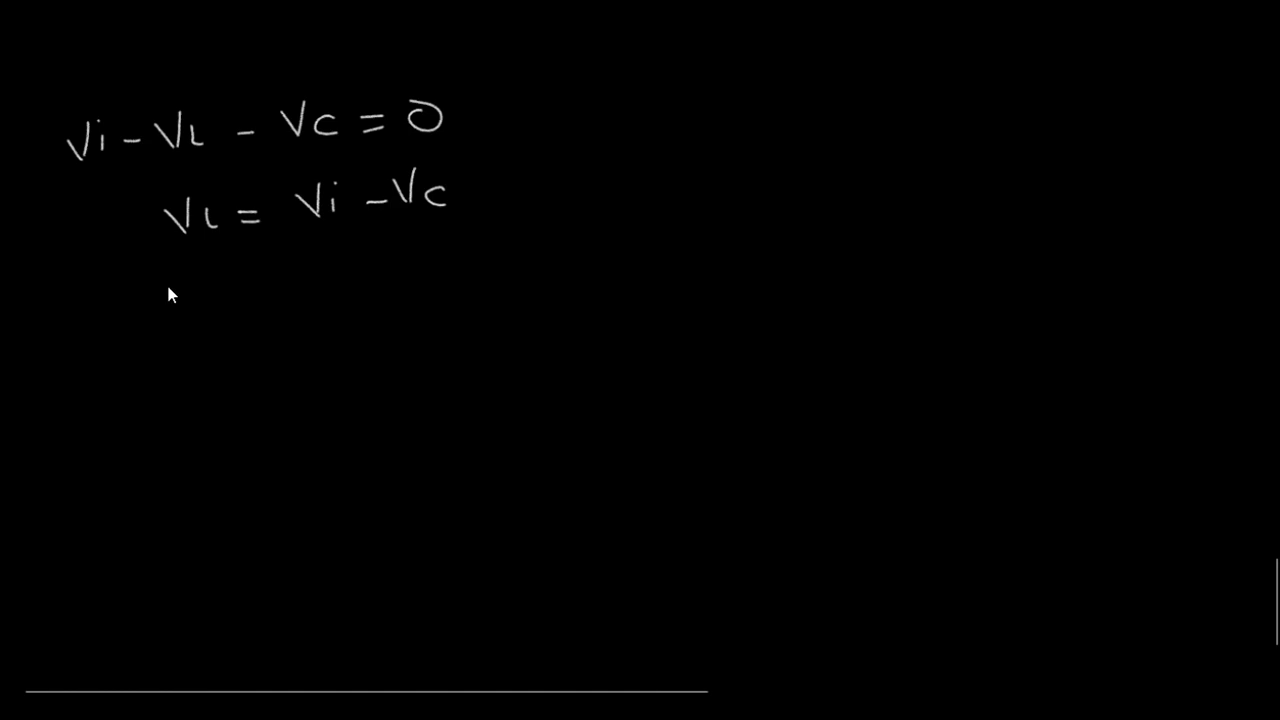 Vi - VL - VC = 0
VL = Vi - VC